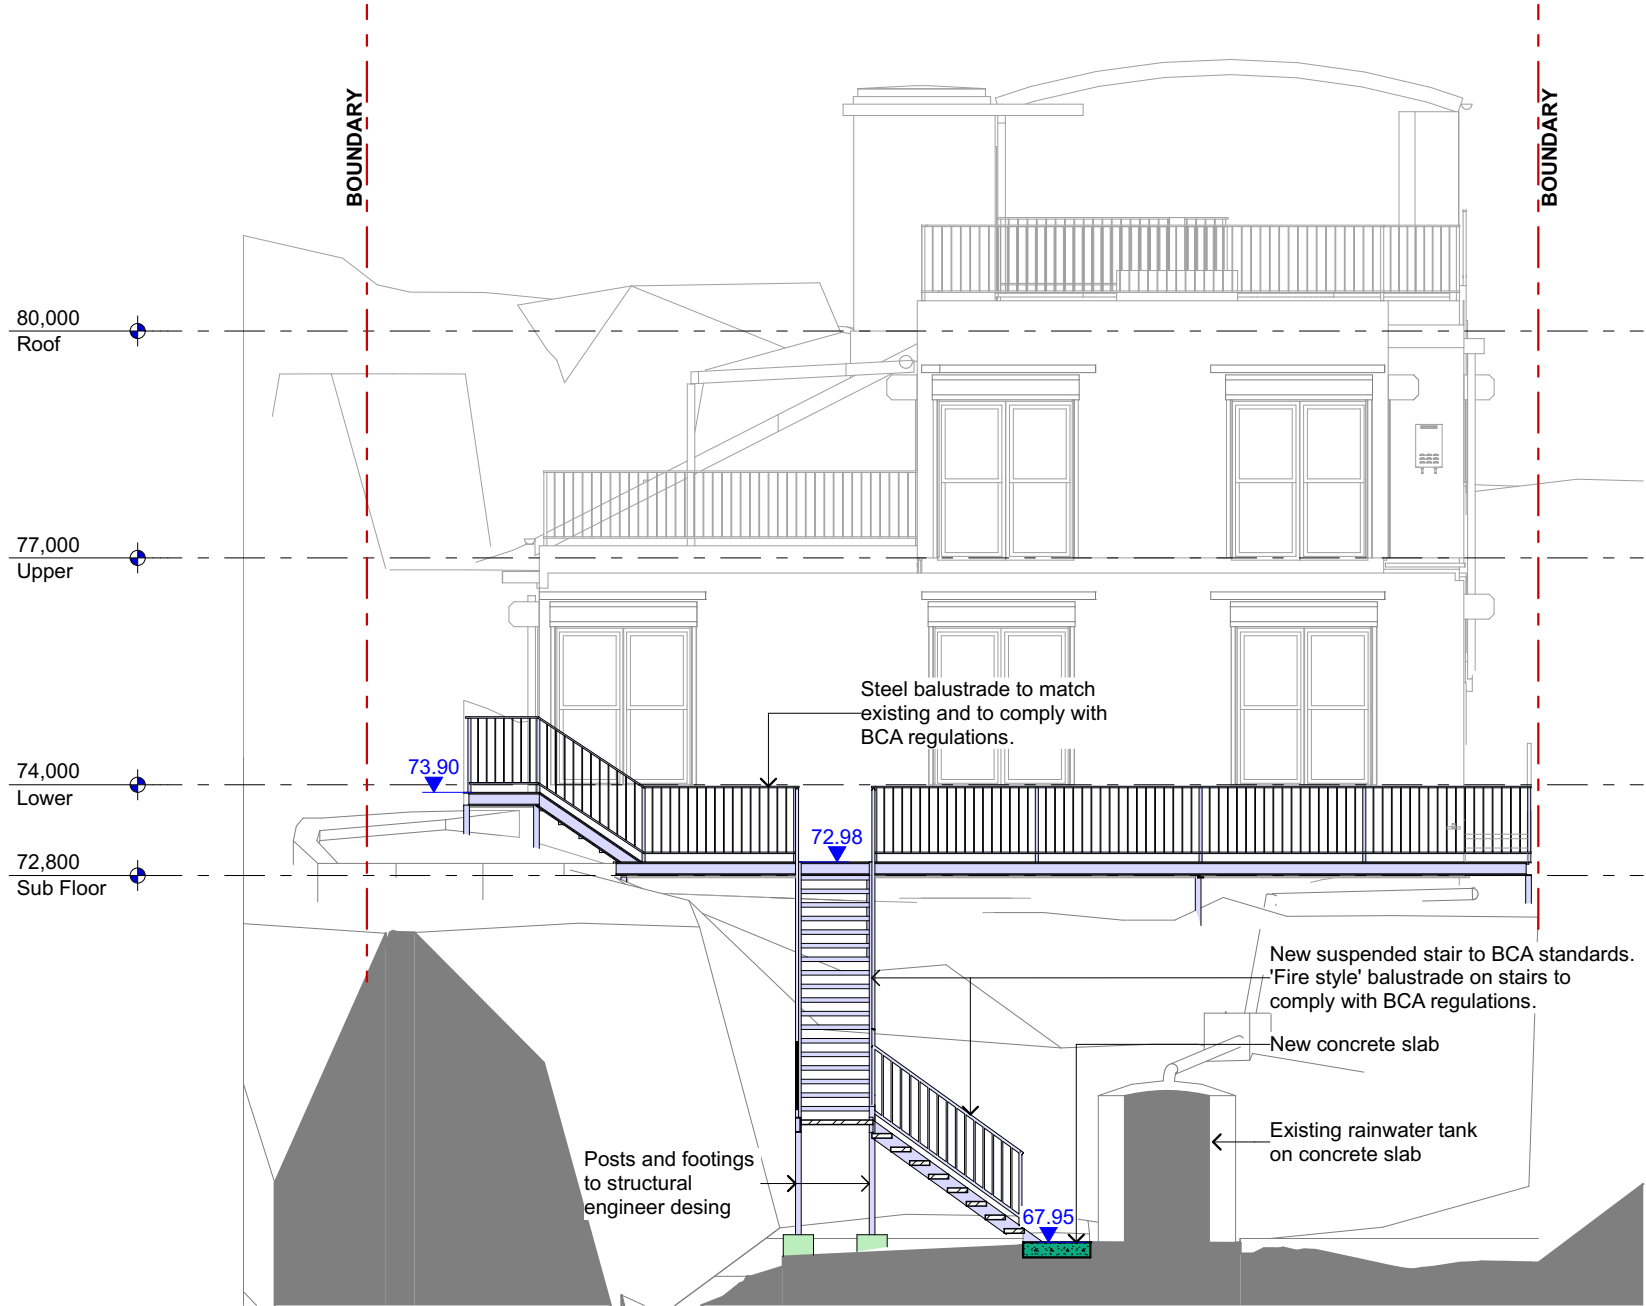 BOUNDARY
BOUNDARY
80,000
Roof
77,000
Upper
Steel balustrade to match
existing and to comply with
BCA regulations.
73.90
74,000
Lower
72.98
72,800
Sub Floor
New suspended stair to BCA standards.
'Fire style' balustrade on stairs to
comply with BCA regulations.
New concrete slab
Existing rainwater tank
on concrete slab
Posts and footings
to structural
engineer desing
67.95